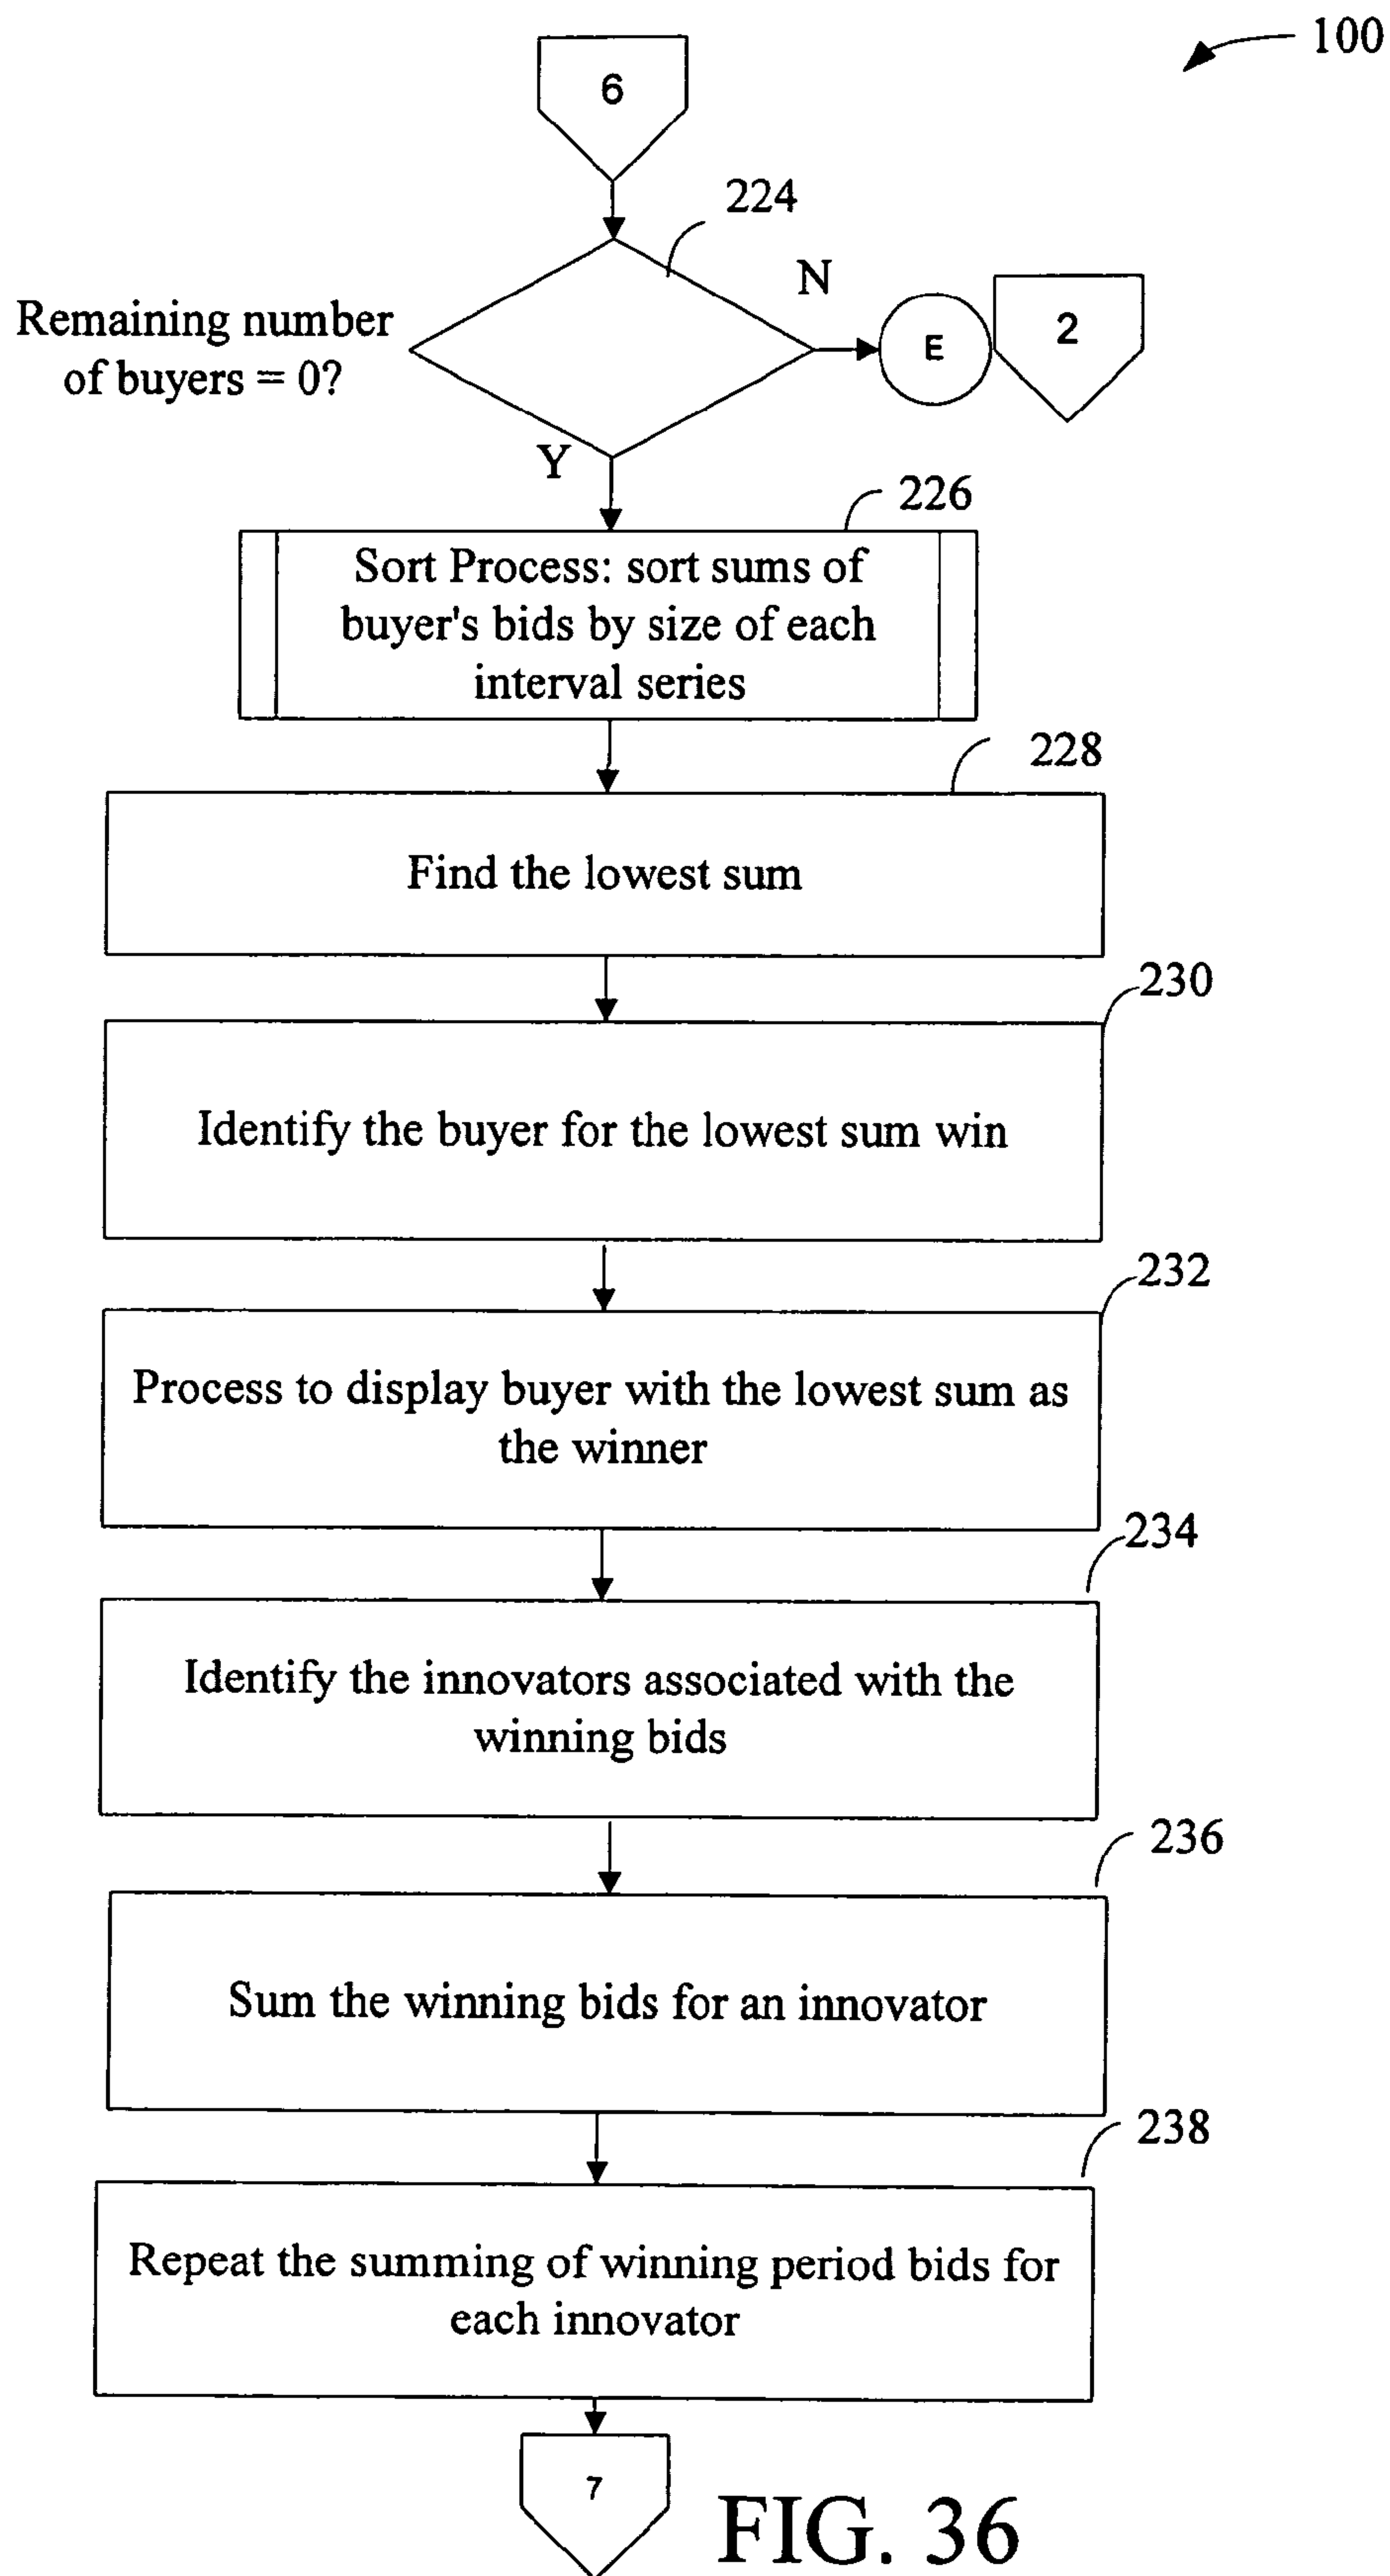 100
6
224
N
Remaining number
of buyers = 0?
E
2
Y
226
Sort Process: sort sums of
buyer's bids by size of each
interval series
228
Find the lowest sum
230
Identify the buyer for the lowest sum win
232
Process to display buyer with the lowest sum as
the winner
234
Identify the innovators associated with the
winning bids
236
Sum the winning bids for an innovator
238
Repeat the summing of winning period bids for
each innovator
7
FIG. 36